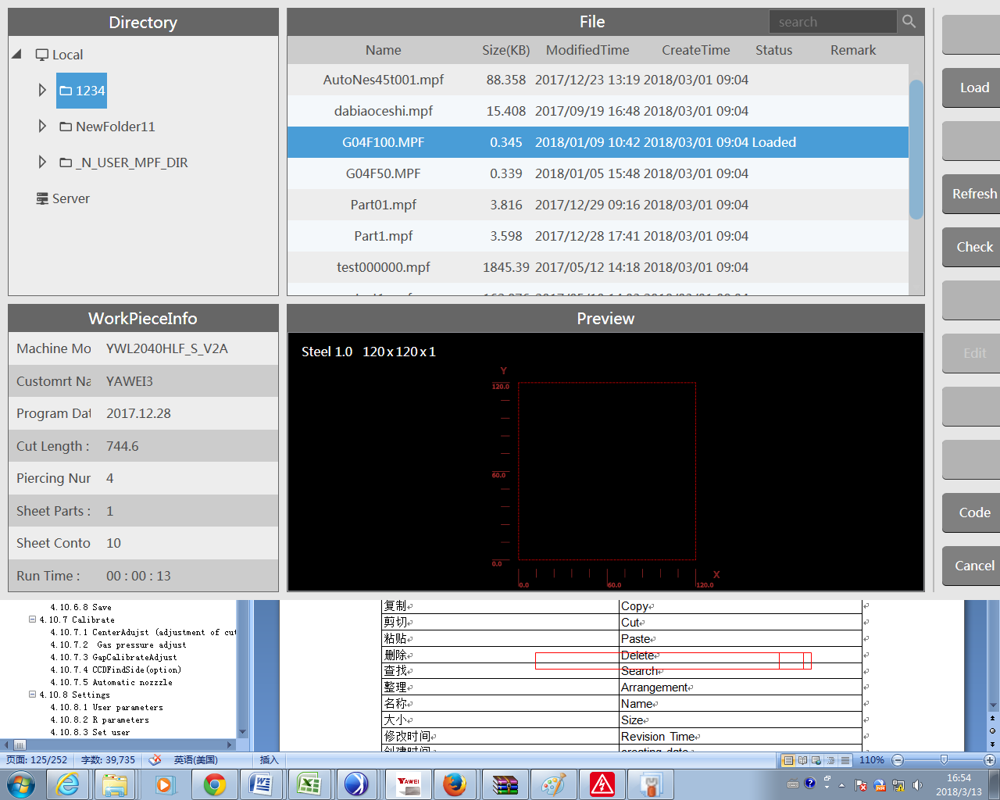 Directory
Local
1234
NewFolder11
_N_USER_MPF_DIR
Server
File
search
Name Size(KB) ModifiedTime CreateTime Status Remark
AutoNes45t001.mpf 88.358 2017/12/23 13:19 2018/03/01 09:04
dabiaoceshi.mpf 15.408 2017/09/19 16:48 2018/03/01 09:04
G04F100.MPF 0.345 2018/01/09 10:42 2018/03/01 09:04 Loaded
G04F50.MPF 0.339 2018/01/05 15:48 2018/03/01 09:04
Part01.mpf 3.816 2017/12/29 09:16 2018/03/01 09:04
Part1.mpf 3.598 2017/12/28 17:41 2018/03/01 09:04
test000000.mpf 1845.39 2017/05/12 14:18 2018/03/01 09:04
Load
Refresh
Check
Edit
Code
Cancel
WorkPieceInfo
Machine Mo YWL2040HLF_S_V2A
Customrt Na YAWEI3
Program Dat 2017.12.28
Cut Length : 744.6
Piercing Nur 4
Sheet Parts : 1
Sheet Conto 10
Run Time : 00 : 00 : 13
Preview
Steel 1.0 120 x 120 x 1
Y
120.0
60.0
0.0
X
0.0 60.0 120.0
4.10.6.8 Save
4.10.7 Calibrate
4.10.7.1 CenterAdujst (adjustment of cut
4.10.7.2 Gas pressure adjust
4.10.7.3 GapCalibrateAdjust
4.10.7.4 CCDFindSide(option)
4.10.7.5 Automatic nozzzle
4.10.8 Settings
4.10.8.1 User parameters
4.10.8.2 R parameters
4.10.8.3 Set user
复制 Copy
剪切 Cut
粘贴 Paste
删除 Delete
查找 Search
整理 Arrangement
名称 Name
大小 Size
修改时间 Revision Time
创建时间 creating date
页面: 125/252 字数: 39,735 英语(美国) 插入 110%
YAWEI
16:54
2018/3/13